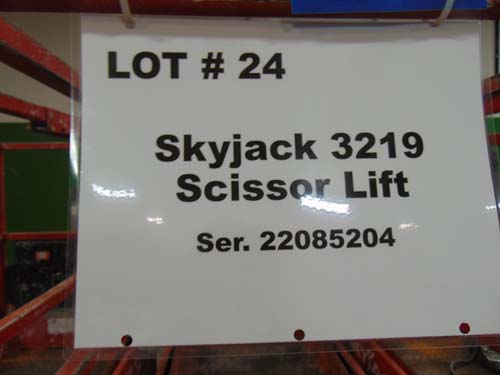 LOT # 24
Skyjack 3219
Scissor Lift
Ser. 22085204